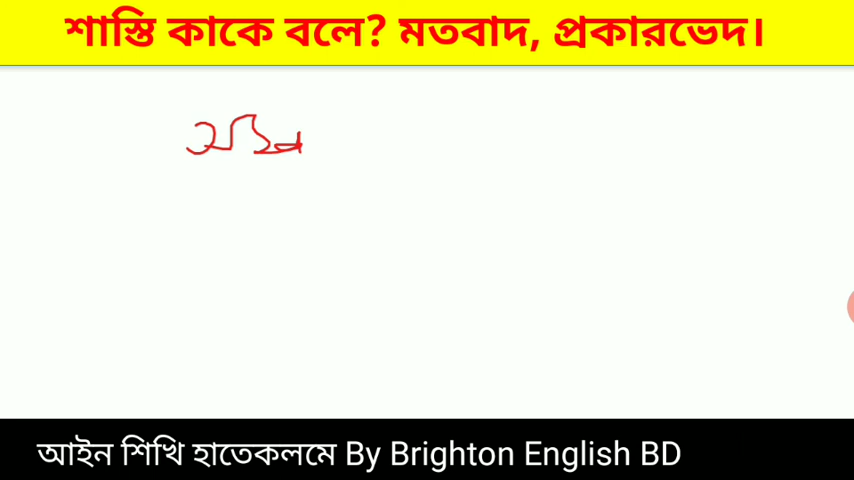 শাস্তি কাকে বলে? মতবাদ, প্রকারভেদ।
আইন শিখি হাতেকলমে By Brighton English BD